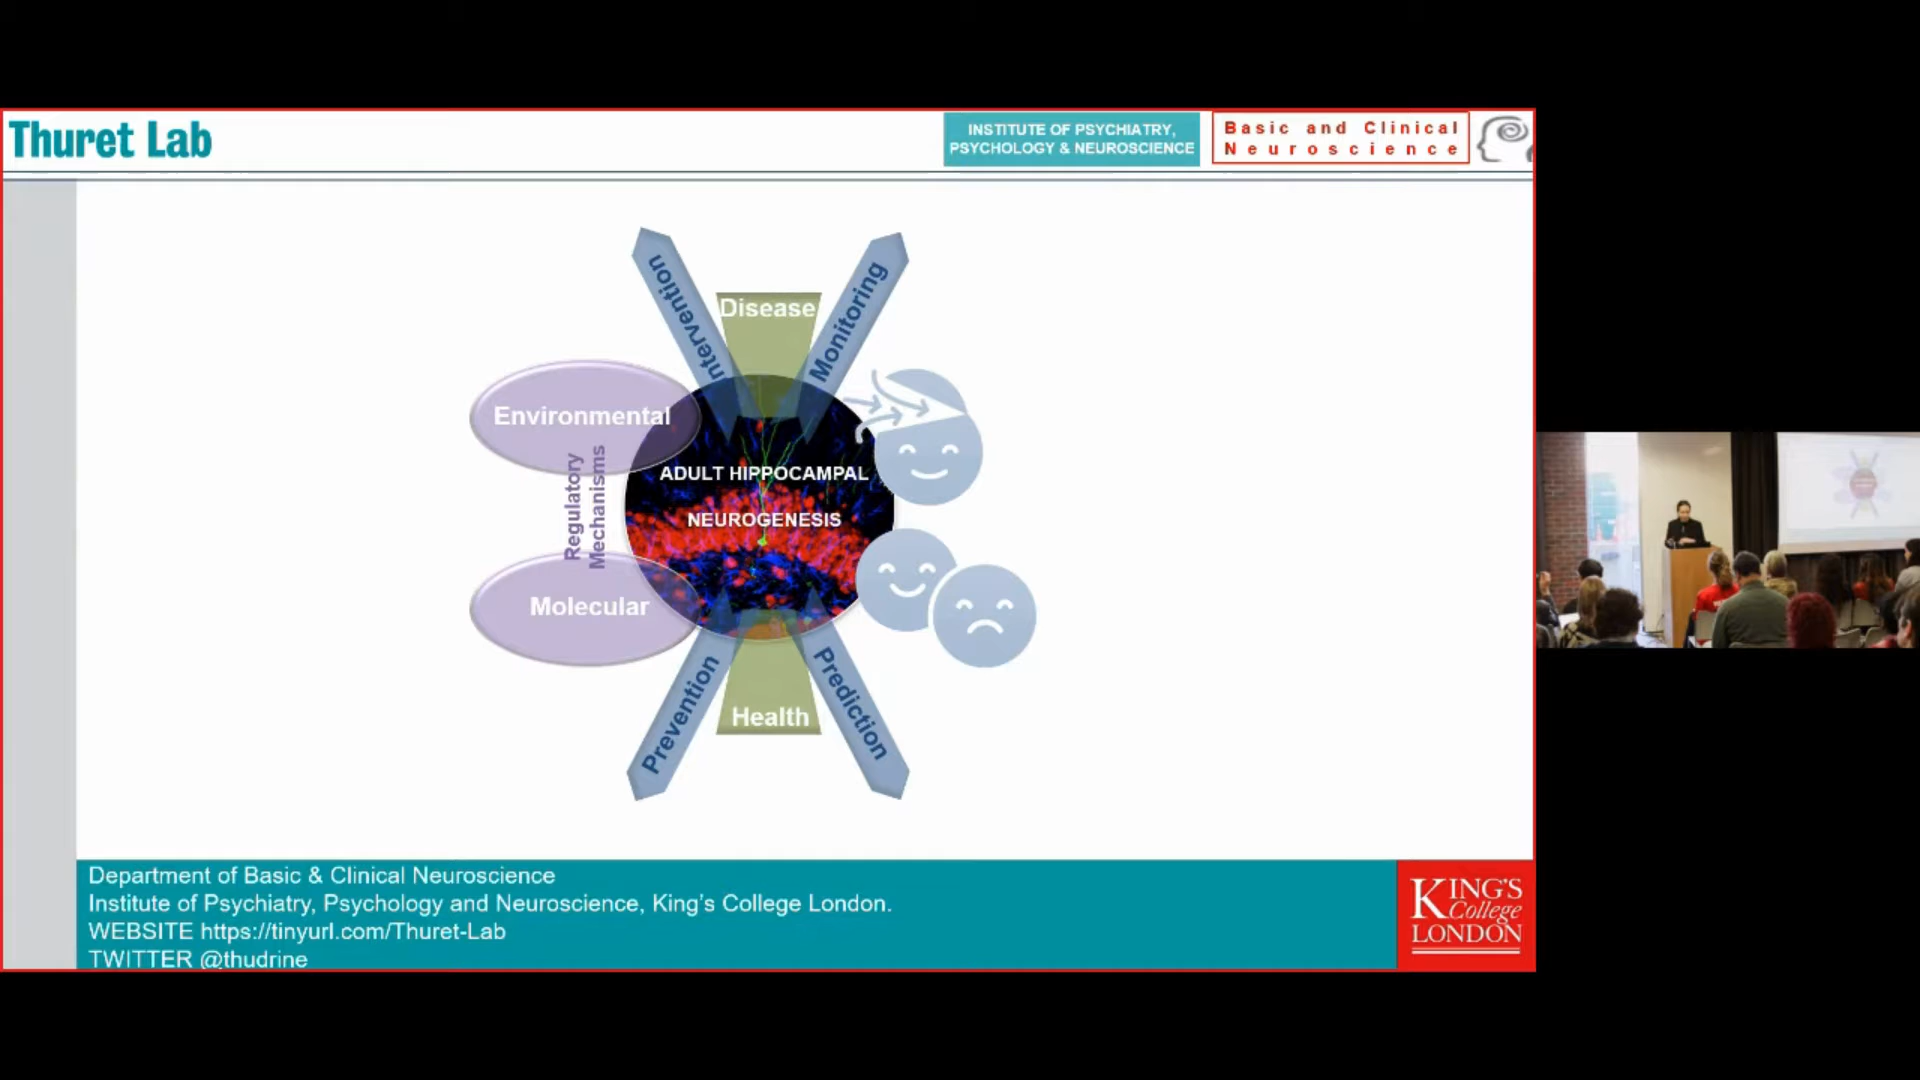 Thuret Lab
INSTITUTE OF PSYCHIATRY,
PSYCHOLOGY & NEUROSCIENCE
Basic and Clinical
Neuroscience
Intervention
Disease
Monitoring
Environmental
Regulatory
Mechanisms
ADULT HIPPOCAMPAL
NEUROGENESIS
Molecular
Prevention
Health
Prediction
Department of Basic & Clinical Neuroscience
Institute of Psychiatry, Psychology and Neuroscience, King's College London.
WEBSITE https://tinyurl.com/Thuret-Lab
TWITTER @thudrine
KING'S
College
LONDON